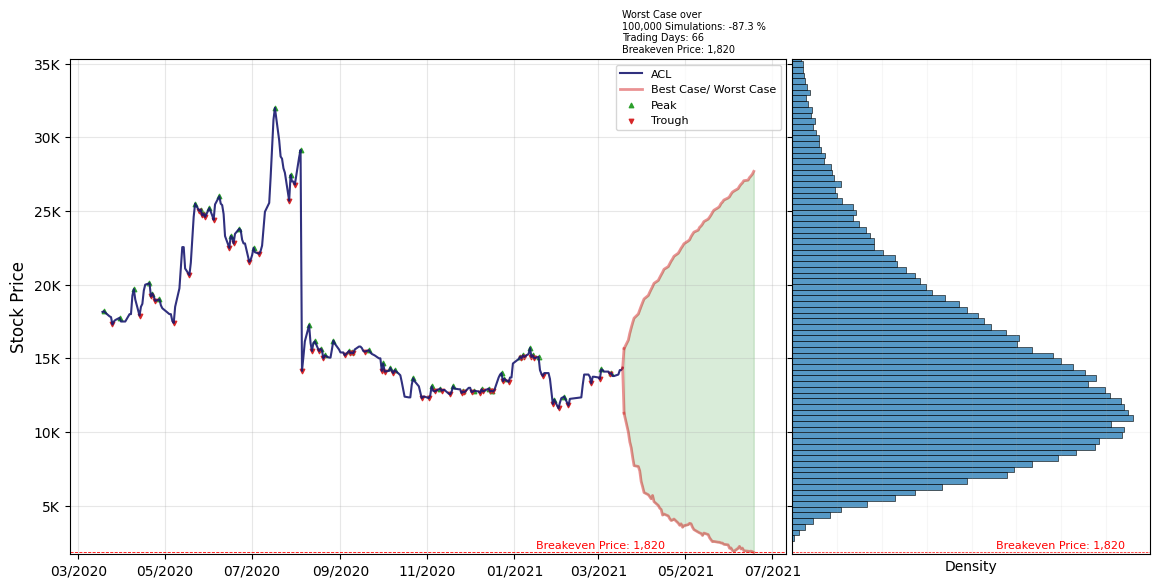 Worst Case over
100,000 Simulations: -87.3 %
Trading Days: 66
Breakeven Price: 1,820
ACL
Best Case/ Worst Case
Peak
Trough
Stock Price
35K
30K
25K
20K
15K
10K
5K
Breakeven Price: 1,820
Breakeven Price: 1,820
03/2020 05/2020 07/2020 09/2020 11/2020 01/2021 03/2021 05/2021 07/2021
Density